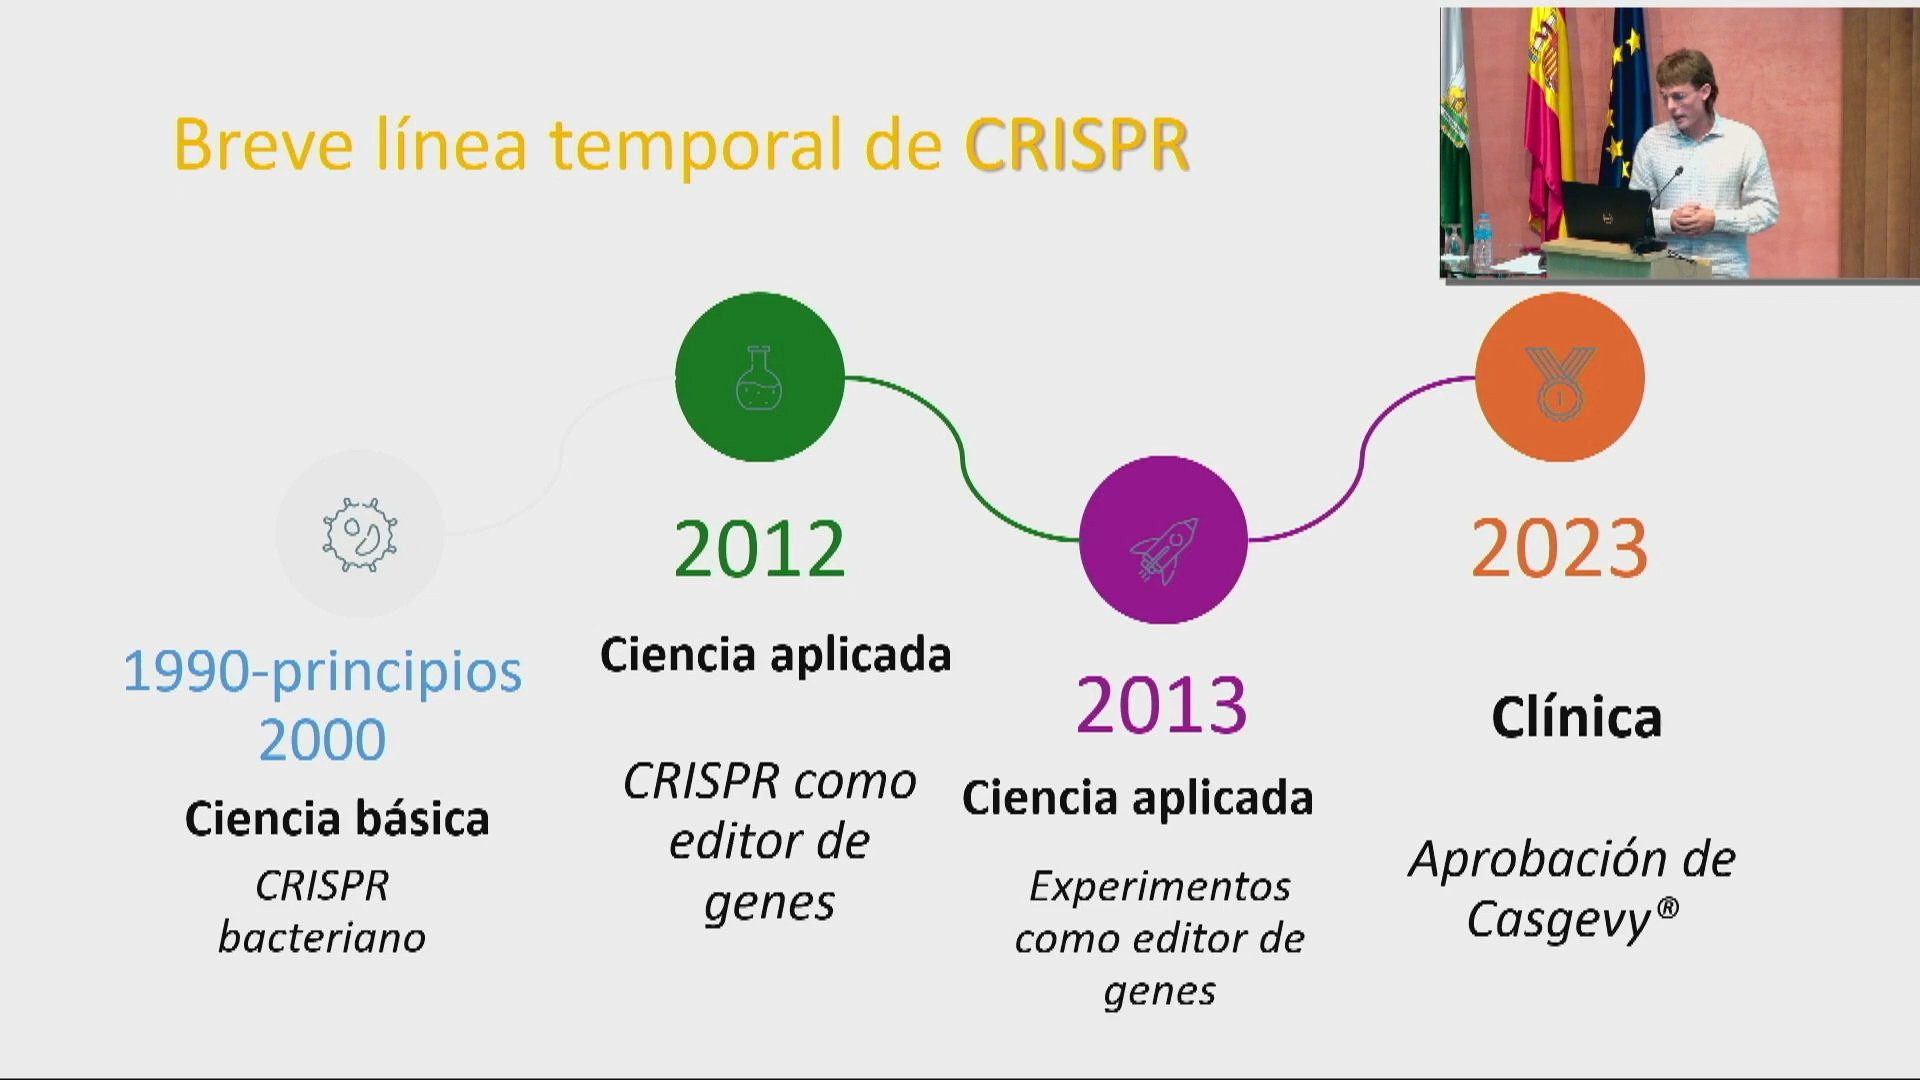 Breve línea temporal de CRISPR
1990-principios
2000
Ciencia básica
CRISPR
bacteriano
2012
Ciencia aplicada
CRISPR como
editor de
genes
2013
Ciencia aplicada
Experimentos
como editor de
genes
1
2023
Clínica
Aprobación de
Casgevy®